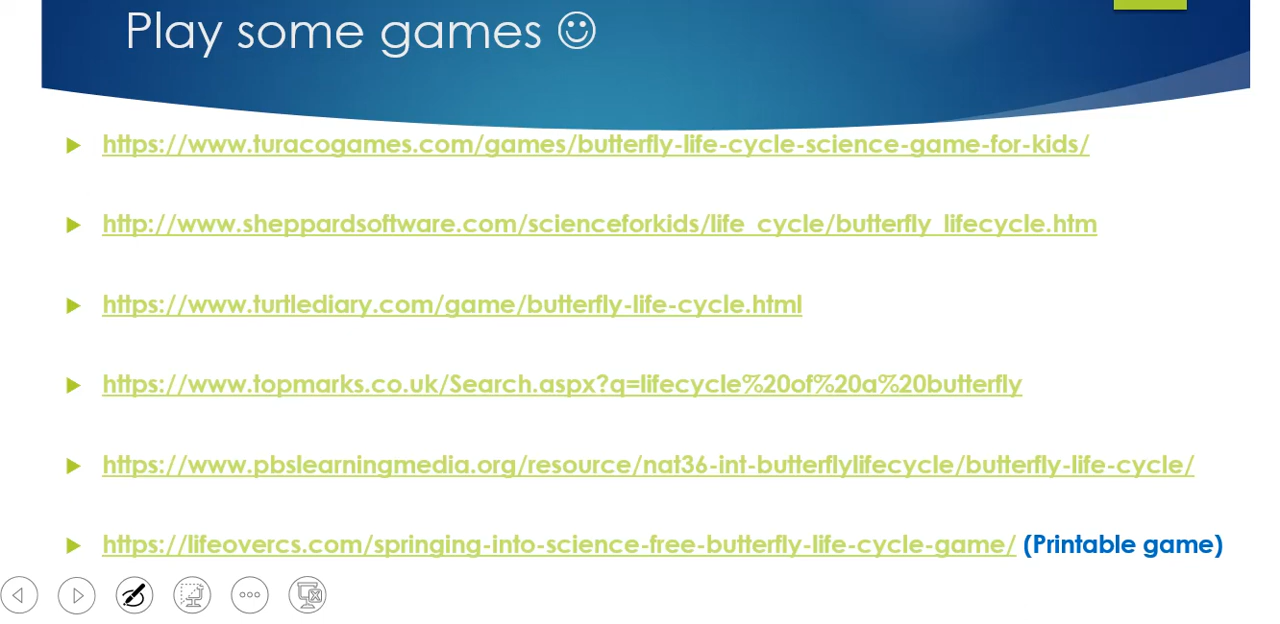 Play some games ☺
https://www.turacogames.com/games/butterfly-life-cycle-science-game-for-kids/
http://www.sheppardsoftware.com/scienceforkids/life_cycle/butterfly_lifecycle.htm
https://www.turtlediary.com/game/butterfly-life-cycle.html
https://www.topmarks.co.uk/Search.aspx?q=lifecycle%20of%20a%20butterfly
https://www.pbslearningmedia.org/resource/nat36-int-butterflylifecycle/butterfly-life-cycle/
https://lifeovercs.com/springing-into-science-free-butterfly-life-cycle-game/ (Printable game)